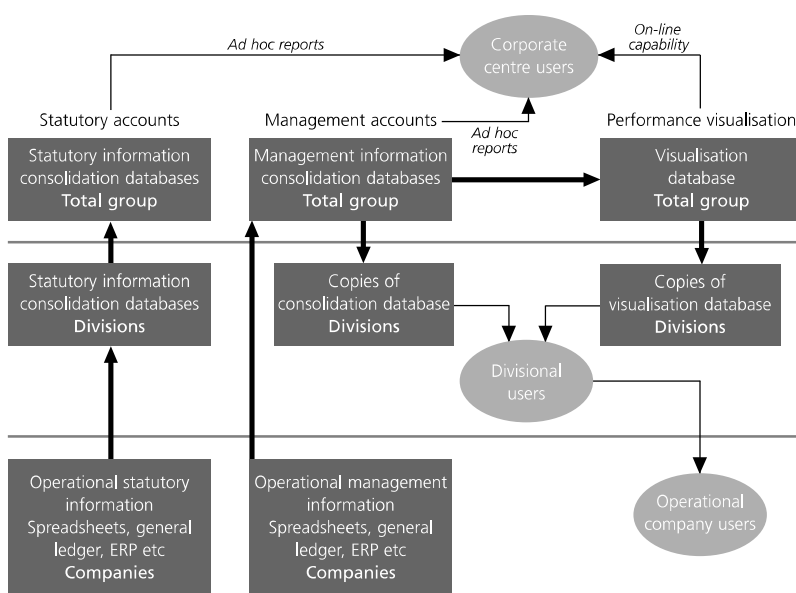 Ad hoc reports
Corporate
centre users
On-line
capability
Statutory accounts
Management accounts
Ad hoc
reports
Performance visualisation
Statutory information
consolidation databases
Total group
Management information
consolidation databases
Total group
Visualisation
database
Total group
Statutory information
consolidation databases
Divisions
Copies of
consolidation database
Divisions
Copies of
visualisation database
Divisions
Divisional
users
Operational statutory
information
Spreadsheets, general
ledger, ERP etc
Companies
Operational management
information
Spreadsheets, general
ledger, ERP etc
Companies
Operational
company users